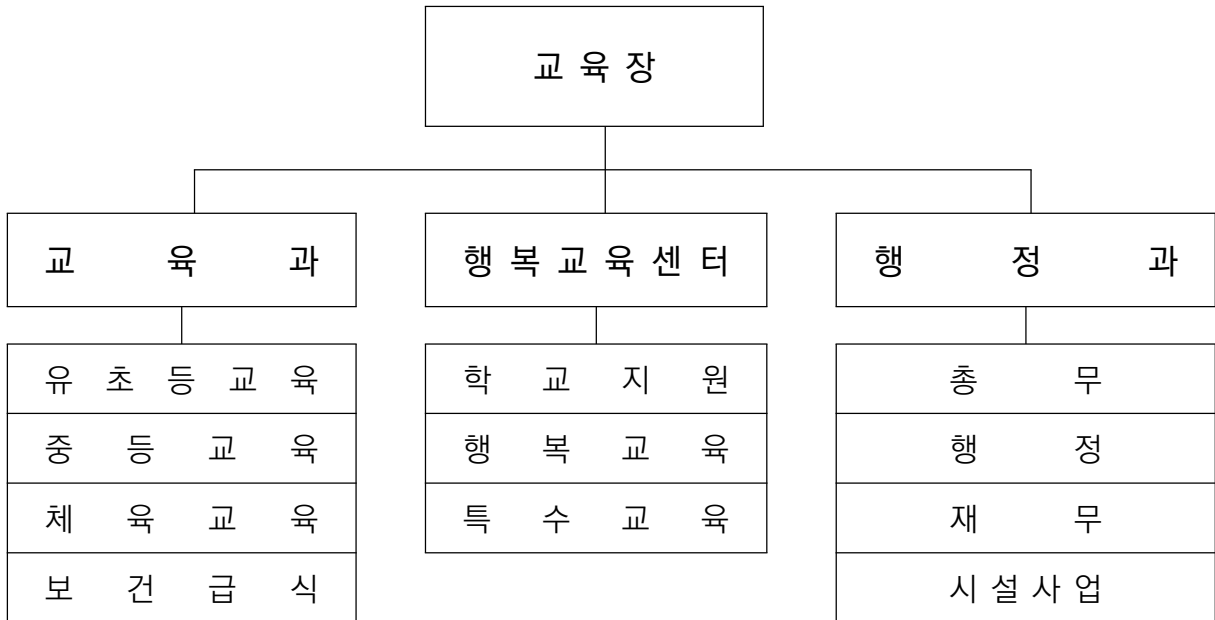 교육장
교육과
행복교육센터
행정과
유초등교육
중등교육
체육교육
보건급식
학교지원
행복교육
특수교육
총무
행정
재무
시설사업